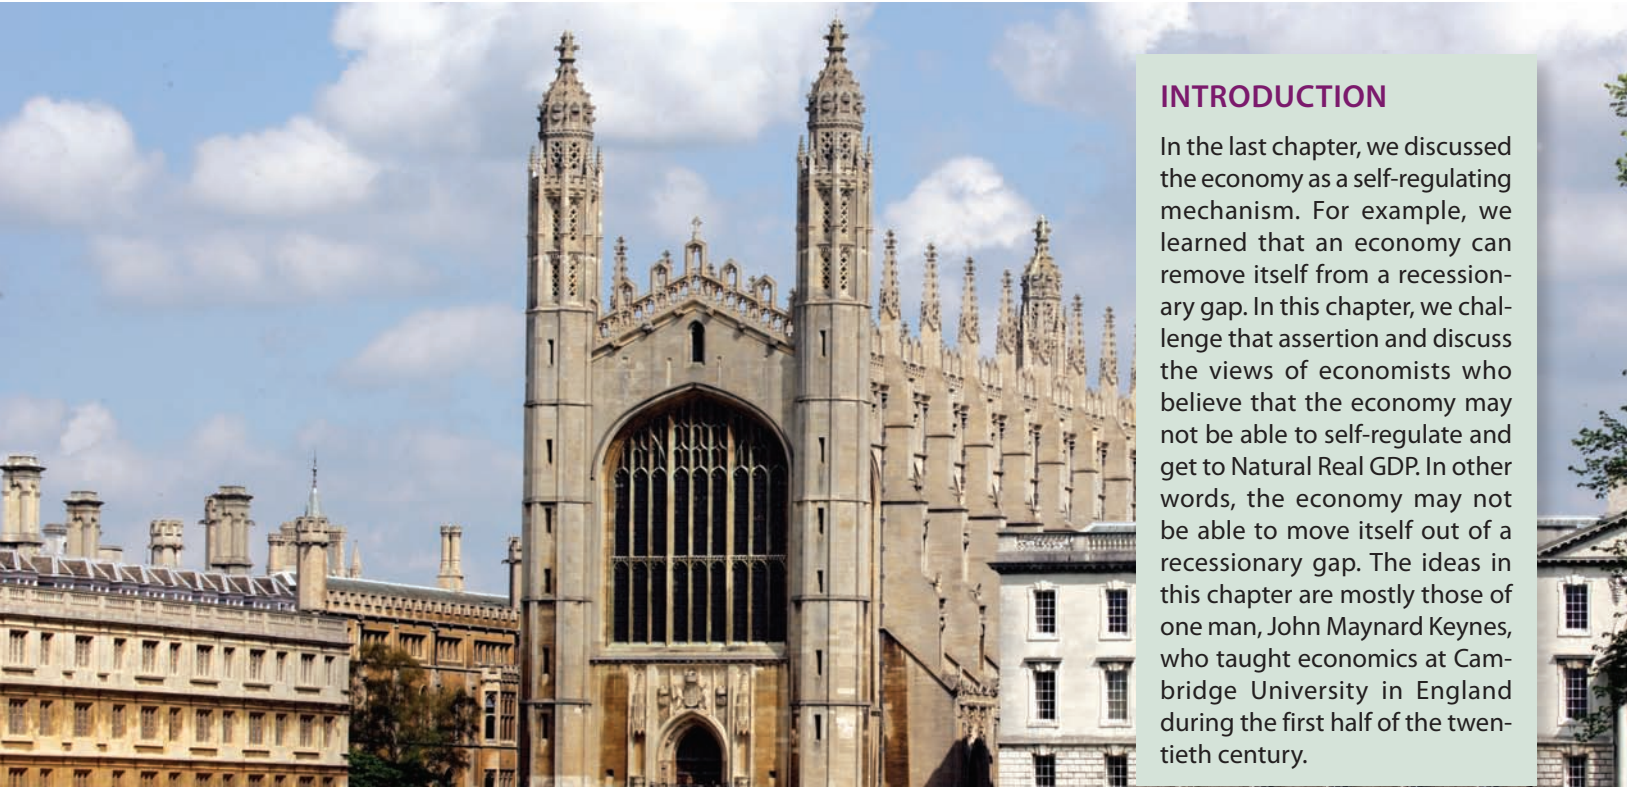 INTRODUCTION
In the last chapter, we discussed
the economy as a self-regulating
mechanism. For example, we
learned that an economy can
remove itself from a recession-
ary gap. In this chapter, we chal-
lenge that assertion and discuss
the views of economists who
believe that the economy may
not be able to self-regulate and
get to Natural Real GDP. In other
words, the economy may not
be able to move itself out of a
recessionary gap. The ideas in
this chapter are mostly those of
one man, John Maynard Keynes,
who taught economics at Cam-
bridge University in England
during the first half of the twen-
tieth century.